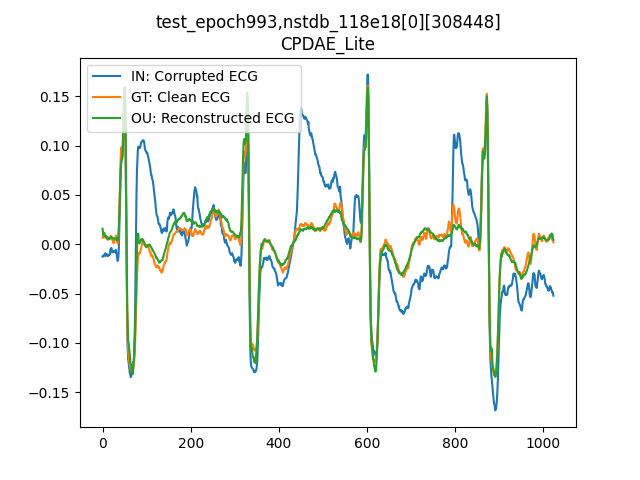 test_epoch993,nstdb_118e18[0][308448]
CPDAE_Lite
IN: Corrupted ECG
GT: Clean ECG
OU: Reconstructed ECG
0.15
0.10
0.05
0.00
−0.05
−0.10
−0.15
0 200 400 600 800 1000